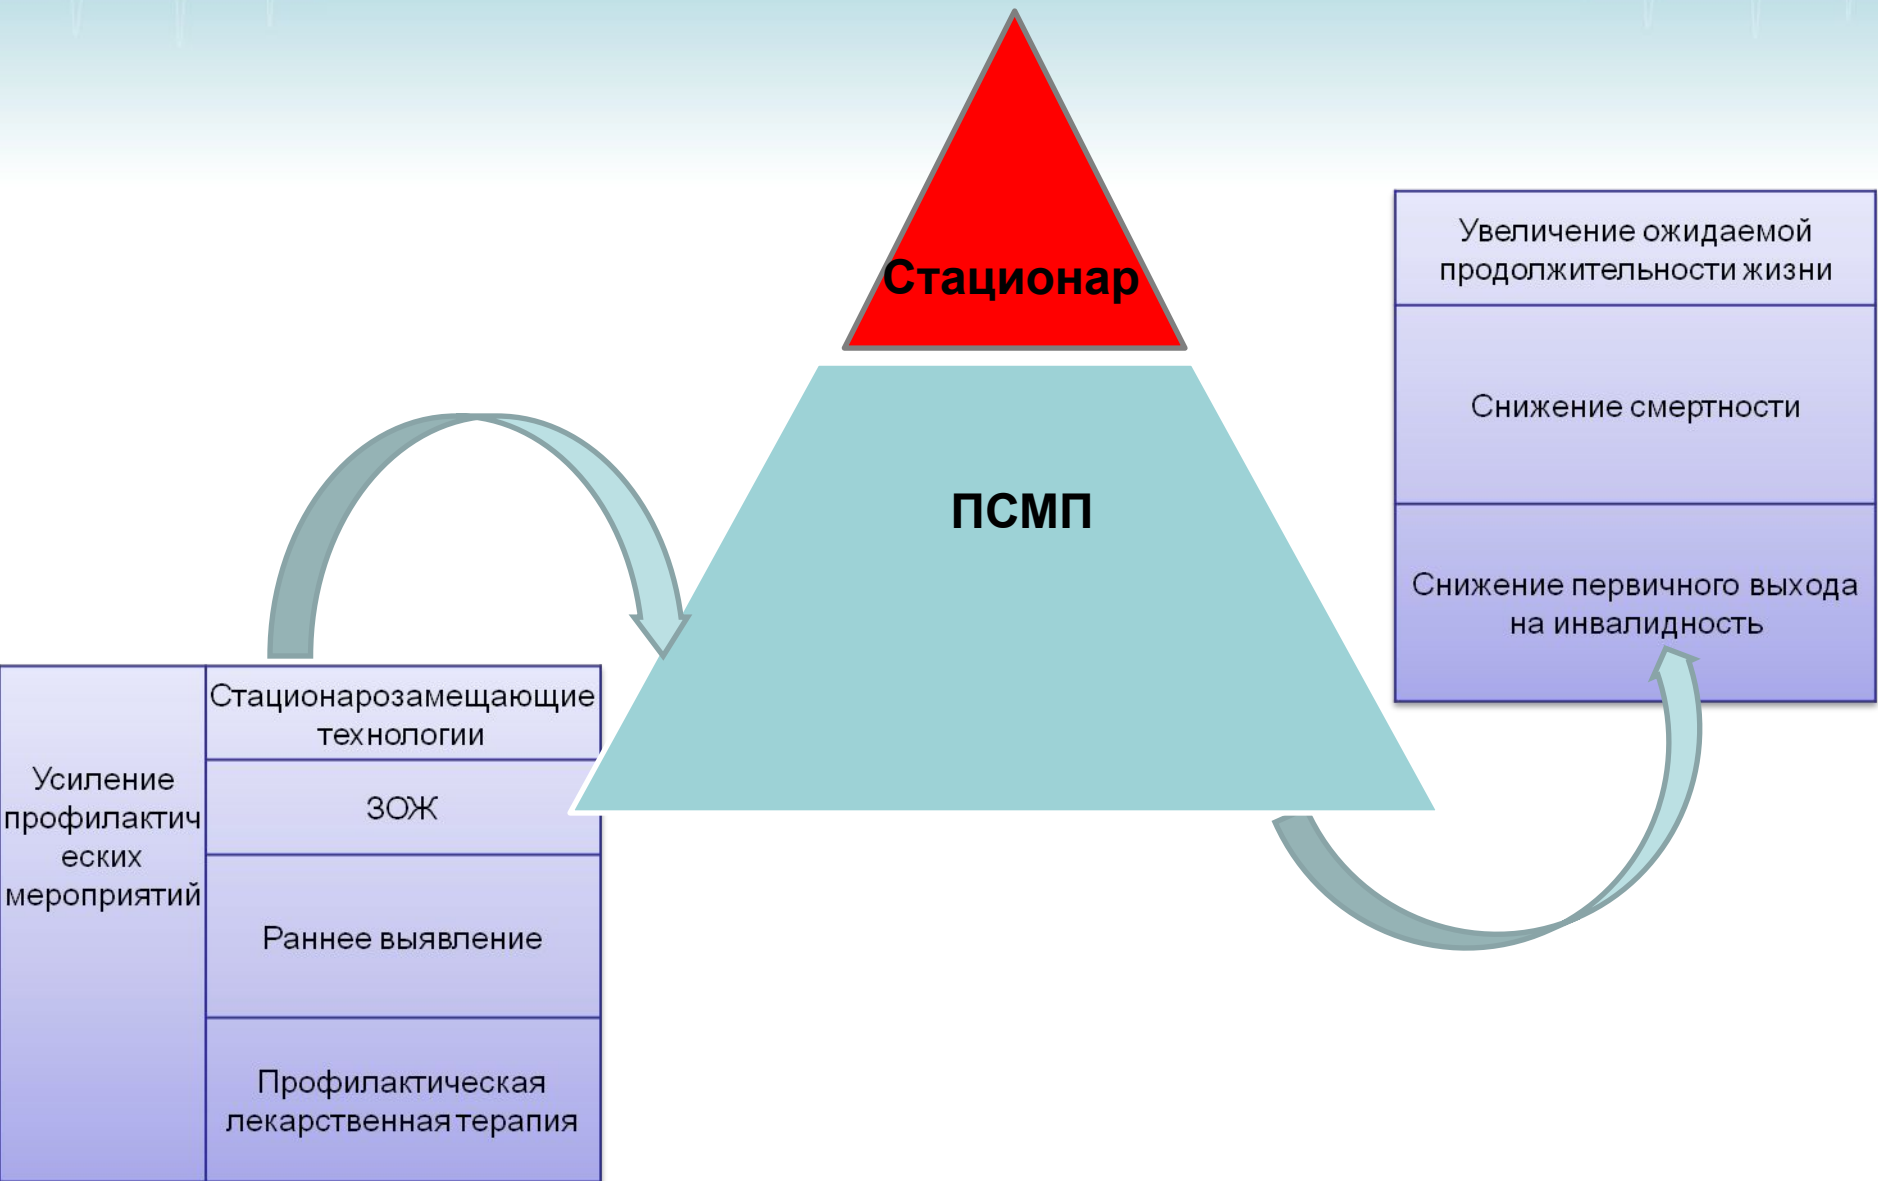 Стационар
ПСМП
Усиление
профилактич
еских
мероприятий
Стационарозамещающие
технологии
ЗОЖ
Раннее выявление
Профилактическая
лекарственная терапия
Увеличение ожидаемой
продолжительности жизни
Снижение смертности
Снижение первичного выхода
на инвалидность